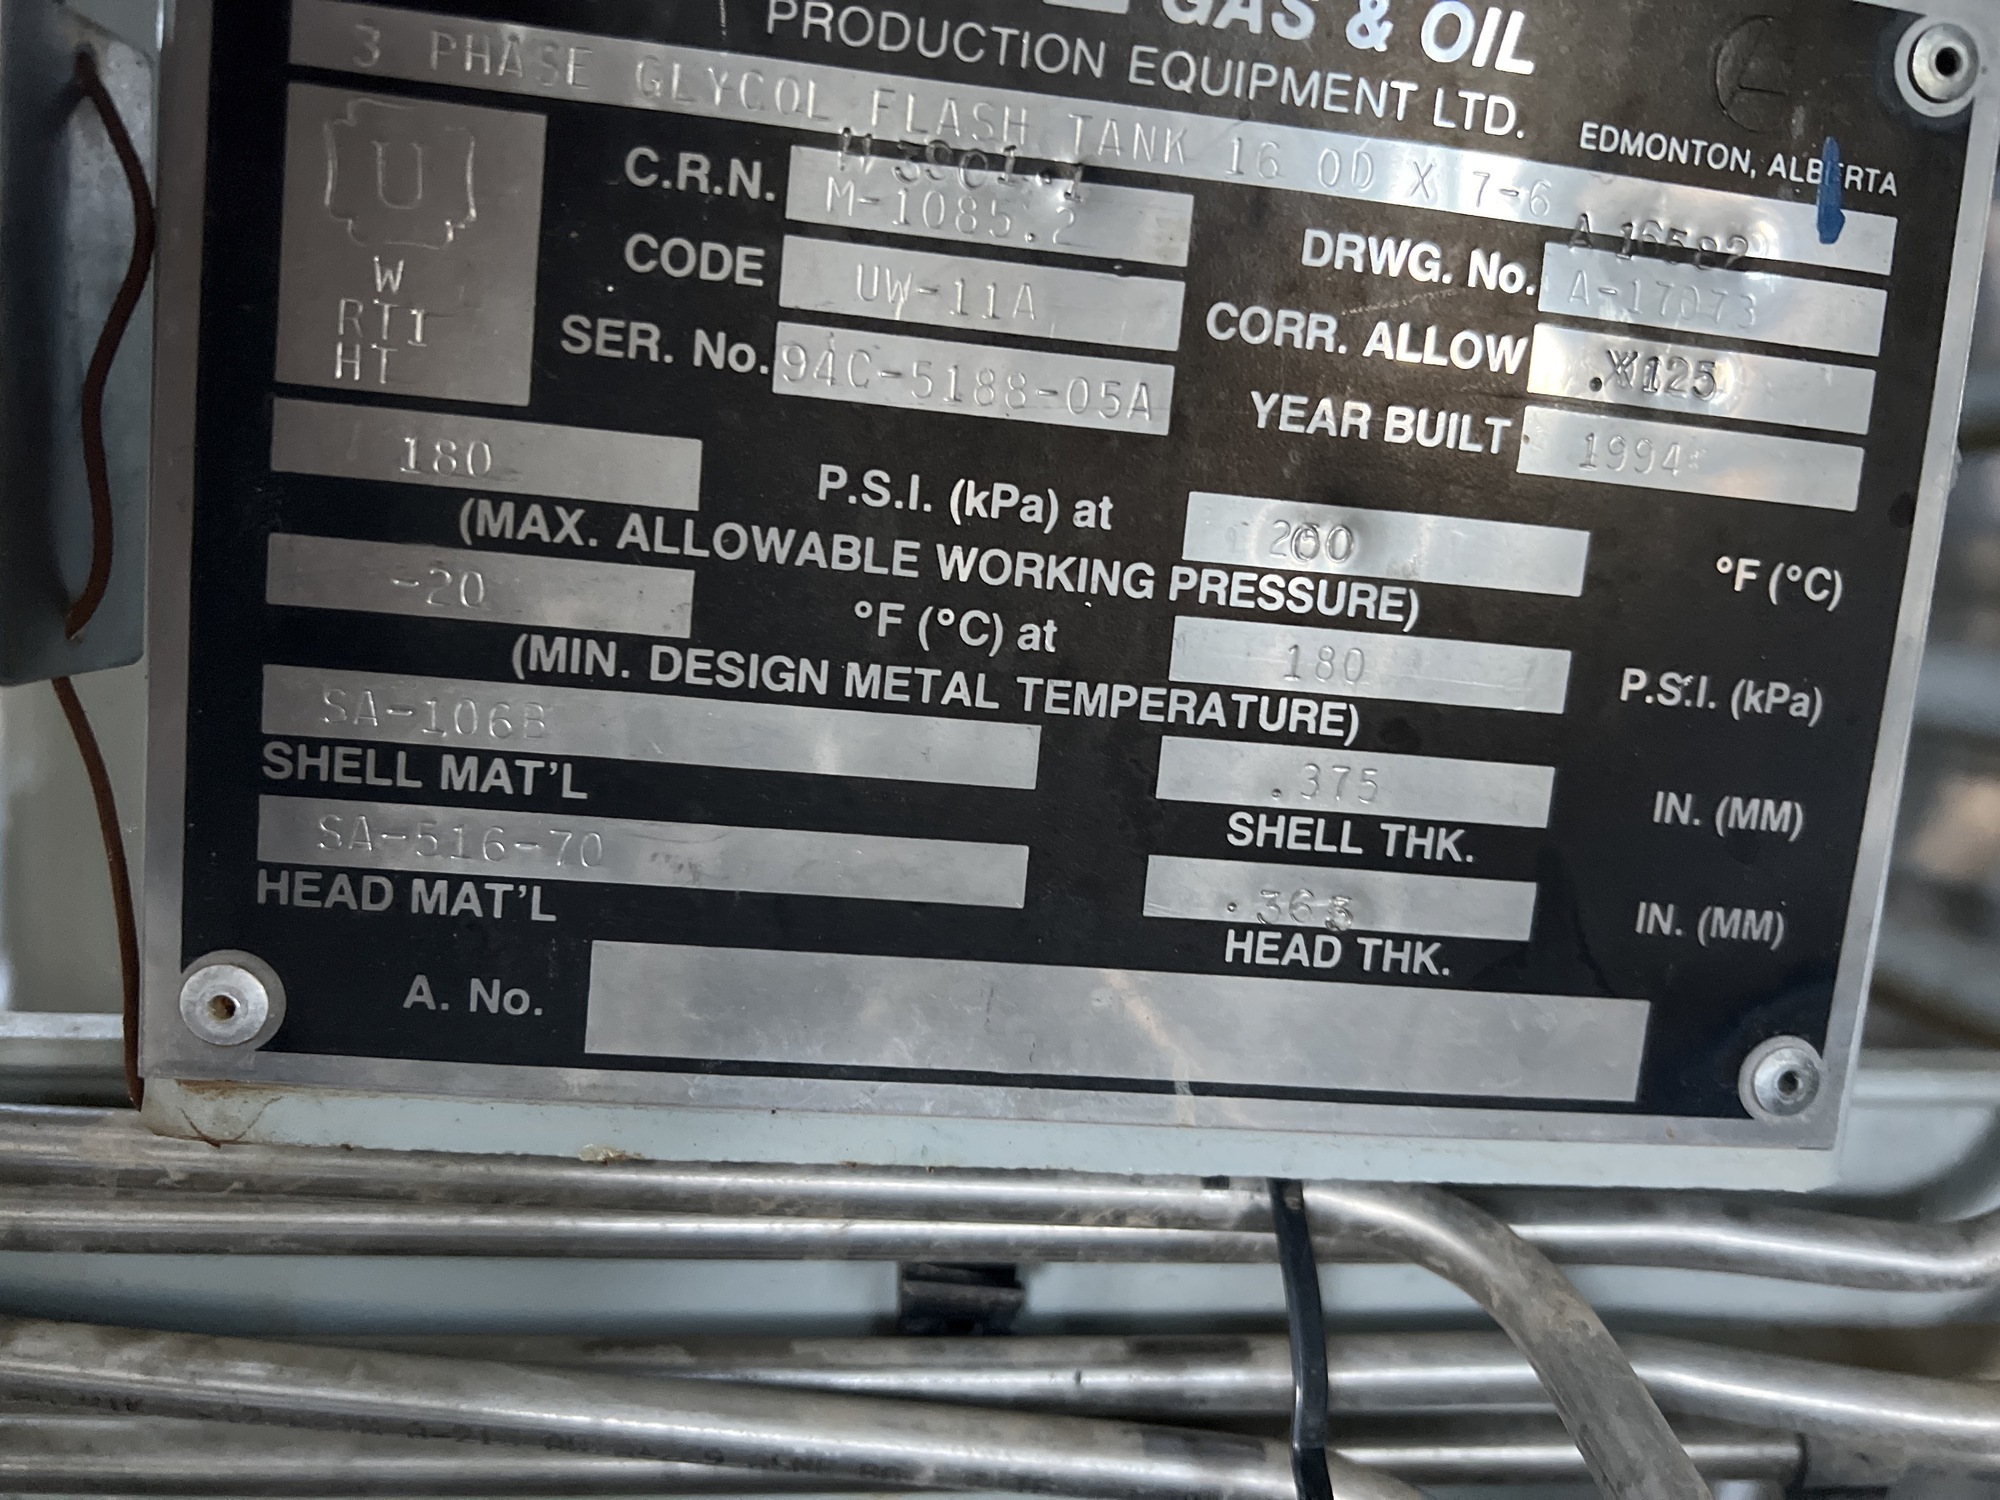 GAS & OIL
PRODUCTION EQUIPMENT LTD.
EDMONTON, ALBERTA
3 PHASE GLYCOL FLASH TANK 16 OD X 7-6
U
W
RT1
HT
C.R.N. M-1085.2
CODE UW-11A
SER. No. 94C-5188-05A
A 16582
DRWG. No. A-17073
CORR. ALLOW .125
YEAR BUILT 1994
180 P.S.I. (kPa) at °F (°C)
(MAX. ALLOWABLE WORKING PRESSURE)
-20 °F (°C) at 180 P.S.I. (kPa)
(MIN. DESIGN METAL TEMPERATURE)
SA-106B .375 IN. (MM)
SHELL MAT'L SHELL THK.
SA-516-70 IN. (MM)
HEAD MAT'L HEAD THK.
A. No.